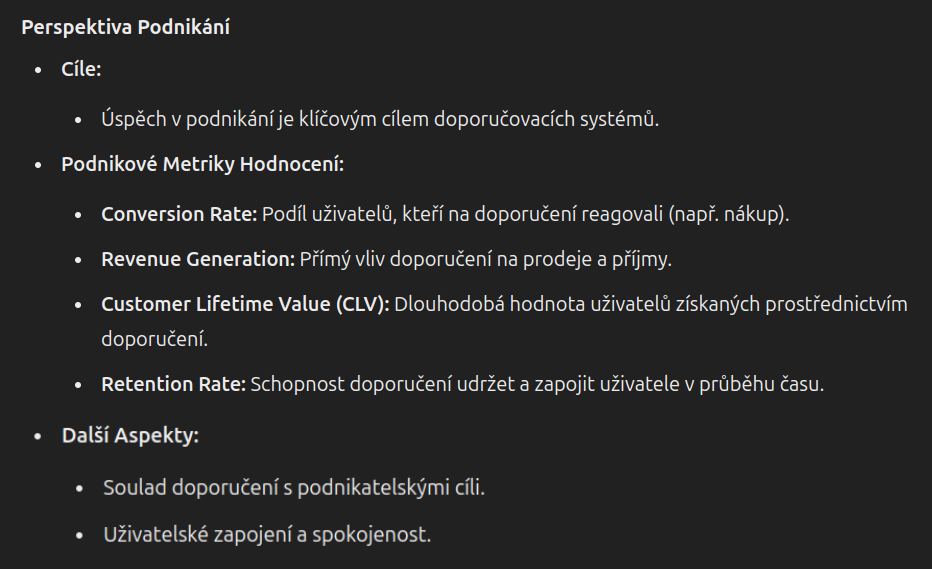 Perspektiva Podnikání
• Cíle:
• Úspěch v podnikání je klíčovým cílem doporučovacích systémů.
• Podnikové Metriky Hodnocení:
• Conversion Rate: Podíl uživatelů, kteří na doporučení reagovali (např. nákup).
• Revenue Generation: Přímý vliv doporučení na prodeje a příjmy.
• Customer Lifetime Value (CLV): Dlouhodobá hodnota uživatelů získaných prostřednictvím
doporučení.
• Retention Rate: Schopnost doporučení udržet a zapojit uživatele v průběhu času.
• Další Aspekty:
• Soulad doporučení s podnikatelskými cíli.
• Uživatelské zapojení a spokojenost.